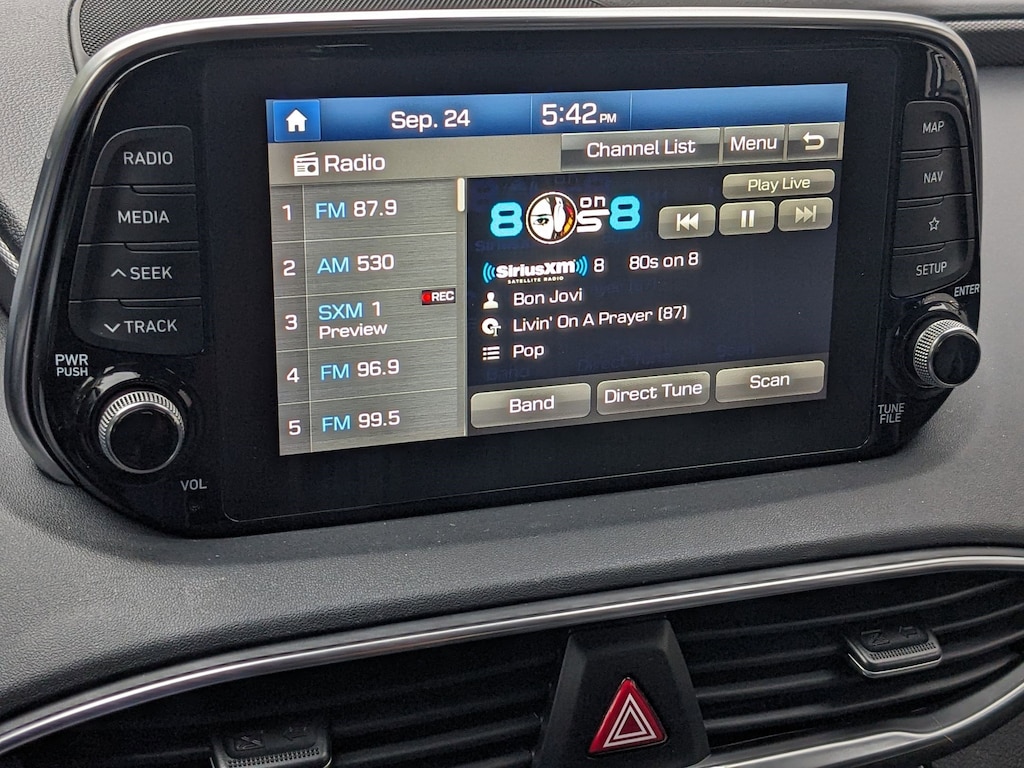 Sep. 24 5:42 PM
Radio
Channel List Menu
1 FM 87.9
2 AM 530
3 SXM 1
Preview
REC
4 FM 96.9
5 FM 99.5
Play Live
80s on 8
SiriusXM 8 80s on 8
SATELLITE RADIO
Bon Jovi
Livin' On A Prayer (87)
Pop
Band Direct Tune Scan
RADIO
MEDIA
SEEK
TRACK
PWR
PUSH
VOL
MAP
NAV
SETUP
ENTER
TUNE
FILE